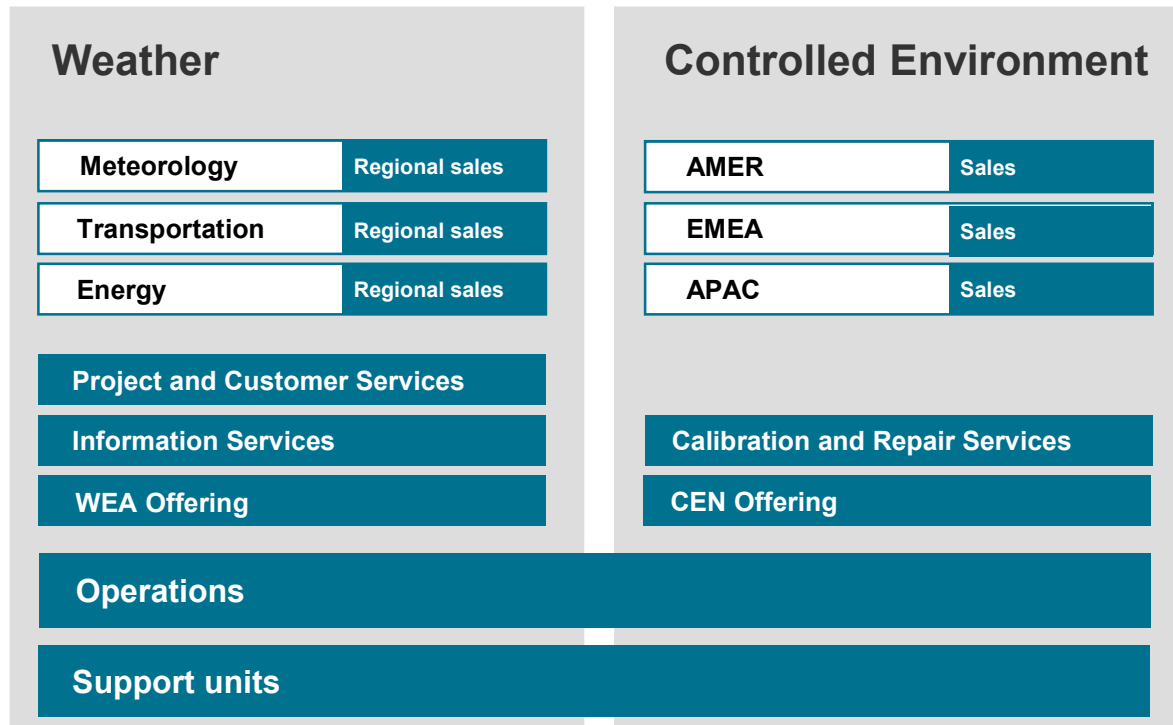 Weather
Meteorology Regional sales
Transportation Regional sales
Energy Regional sales
Project and Customer Services
Information Services
WEA Offering
Controlled Environment
AMER Sales
EMEA Sales
APAC Sales
Calibration and Repair Services
CEN Offering
Operations
Support units